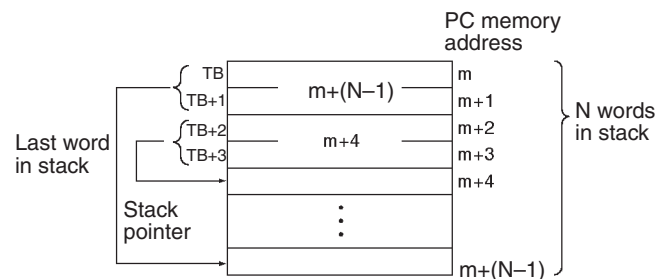 PC memory
address
TB
m
m+(N–1)
TB+1
m+1
TB+2
m+2
m+4
TB+3
m+3
m+4
Last word
in stack
N words
in stack
Stack
pointer
m+(N–1)